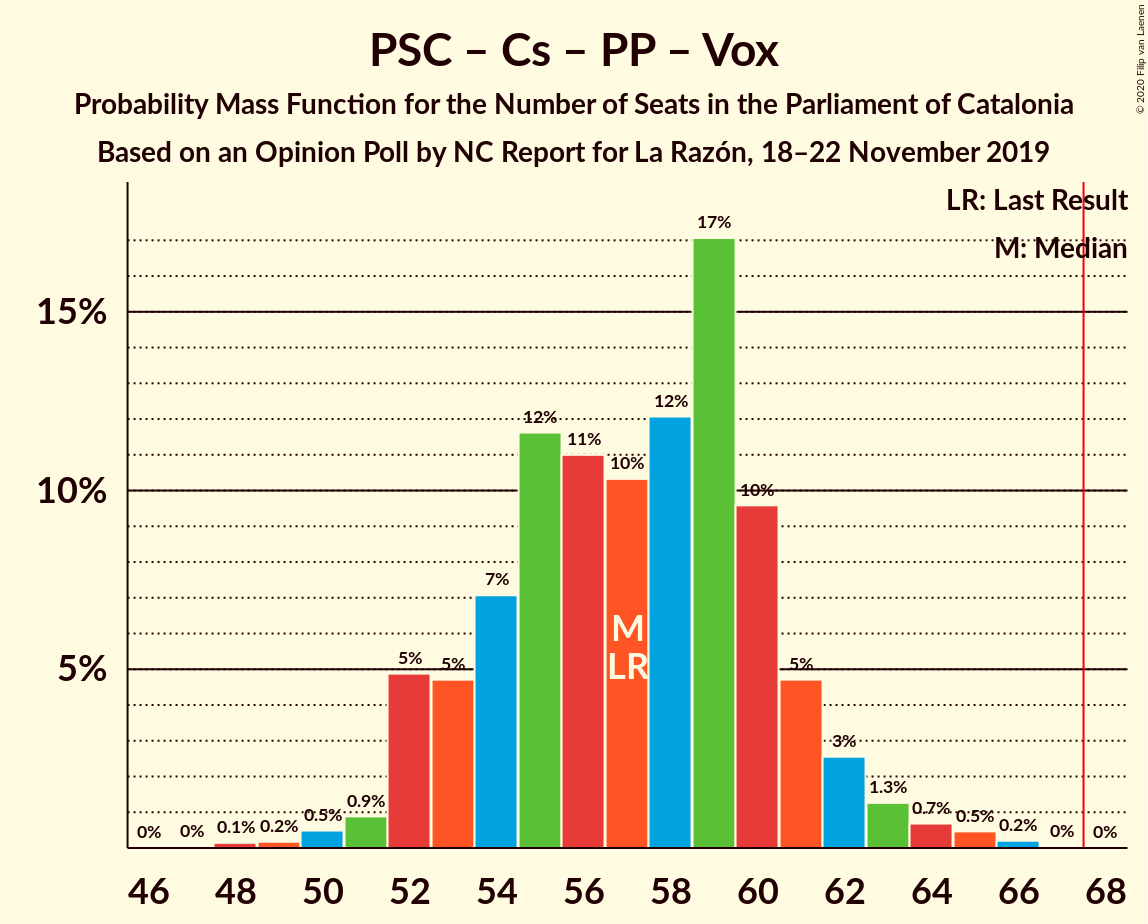 PSC – Cs – PP – Vox
Probability Mass Function for the Number of Seats in the Parliament of Catalonia
Based on an Opinion Poll by NC Report for La Razón, 18–22 November 2019
© 2020 Filip van Laenen
LR: Last Result
M: Median
15%
10%
5%
0%
0%
0.1%
0.2%
0.5%
0.9%
5%
5%
7%
12%
11%
10%
12%
17%
10%
5%
3%
1.3%
0.7%
0.5%
0.2%
0%
0%
M
LR
46 48 50 52 54 56 58 60 62 64 66 68